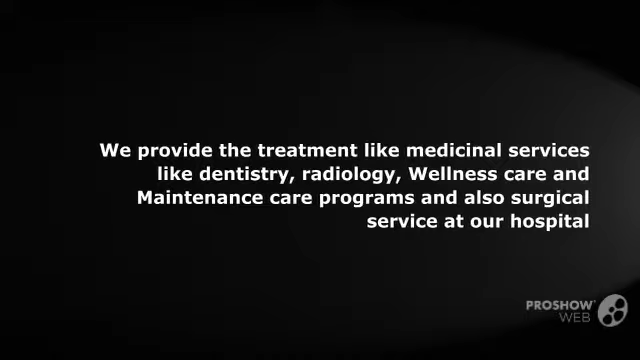 We provide the treatment like medicinal services
like dentistry, radiology, Wellness care and
Maintenance care programs and also surgical
service at our hospital
PROSHOW®
WEB